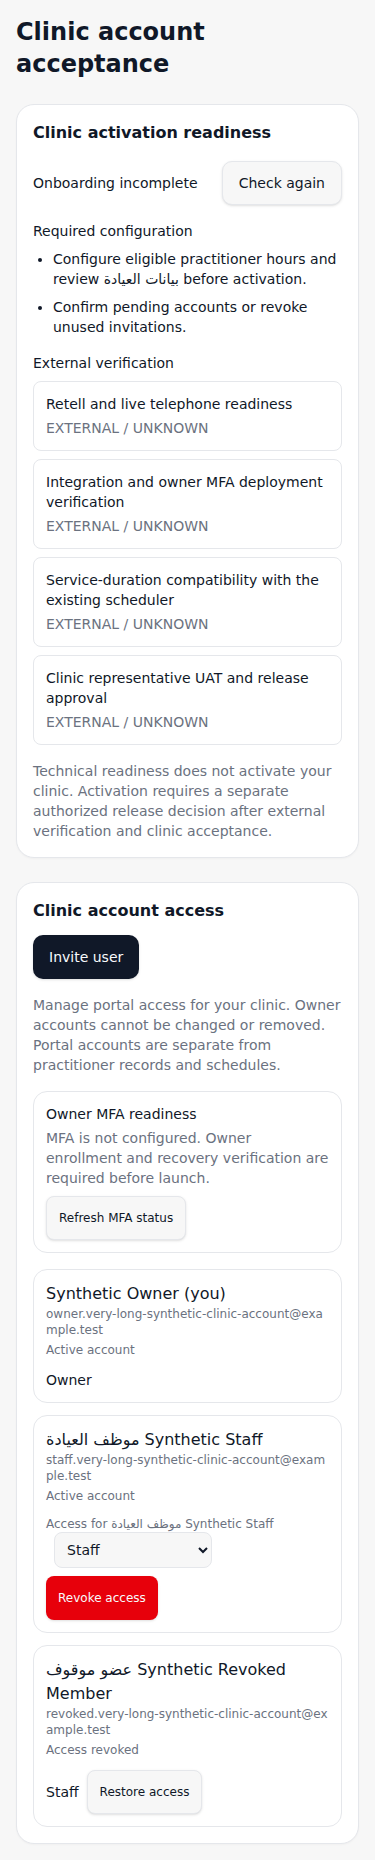 Clinic account
acceptance
Clinic activation readiness
Onboarding incomplete
Check again
Required configuration
• Configure eligible practitioner hours and
review بيانات العيادة before activation.
• Confirm pending accounts or revoke
unused invitations.
External verification
Retell and live telephone readiness
EXTERNAL / UNKNOWN
Integration and owner MFA deployment
verification
EXTERNAL / UNKNOWN
Service-duration compatibility with the
existing scheduler
EXTERNAL / UNKNOWN
Clinic representative UAT and release
approval
EXTERNAL / UNKNOWN
Technical readiness does not activate your
clinic. Activation requires a separate
authorized release decision after external
verification and clinic acceptance.
Clinic account access
Invite user
Manage portal access for your clinic. Owner
accounts cannot be changed or removed.
Portal accounts are separate from
practitioner records and schedules.
Owner MFA readiness
MFA is not configured. Owner
enrollment and recovery verification are
required before launch.
Refresh MFA status
Synthetic Owner (you)
owner.very-long-synthetic-clinic-account@exa
mple.test
Active account
Owner
موظف العيادة Synthetic Staff
staff.very-long-synthetic-clinic-account@exam
ple.test
Active account
Access for موظف العيادة Synthetic Staff
Staff
Revoke access
عضو موقوف Synthetic Revoked
Member
revoked.very-long-synthetic-clinic-account@ex
ample.test
Access revoked
Staff
Restore access